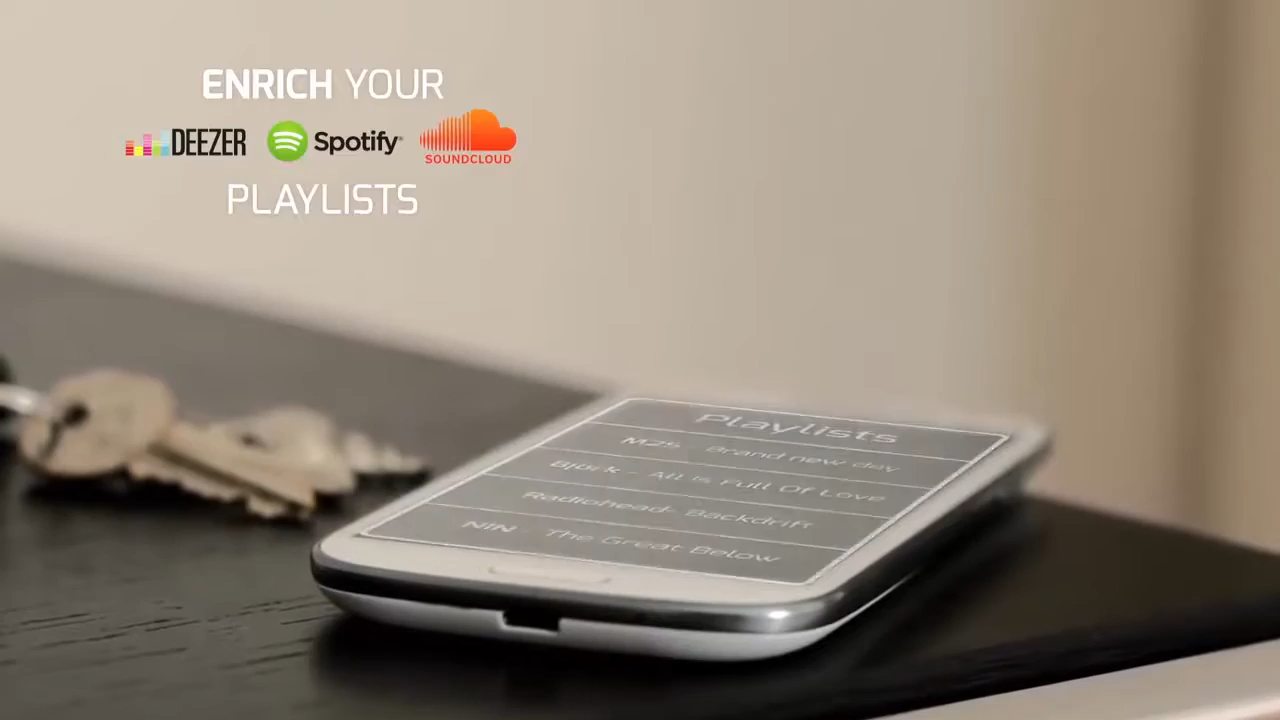 ENRICH YOUR
DEEZER Spotify SOUNDCLOUD
PLAYLISTS
Playlists
M25 - Brand new day
Björk - All Is Full Of Love
Radiohead- Backdrift
NIN - The Great Below